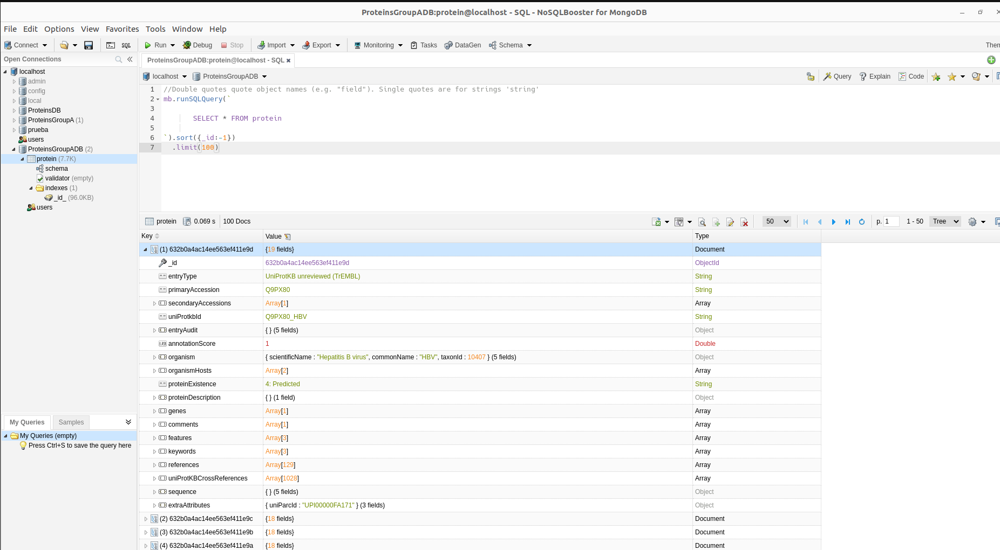 ProteinsGroupADB:protein@localhost - SQL - NoSQLBooster for MongoDB
File Edit Options View Favorites Tools Window Help
Connect SQL Run Debug Stop Import Export Monitoring Tasks DataGen Schema Them
Open Connections
localhost
admin
config
local
ProteinsDB
ProteinsGroupA (1)
prueba
users
ProteinsGroupADB (2)
protein (7.7K)
schema
validator (empty)
indexes (1)
_id_ (96.0KB)
users
My Queries Samples
My Queries (empty)
Press Ctrl+S to save the query here
ProteinsGroupADB:protein@localhost - SQL
localhost ProteinsGroupADB Query Explain Code
1 //Double quotes quote object names (e.g. "field"). Single quotes are for strings 'string'
2 mb.runSQLQuery(`
3
4 SELECT * FROM protein
5
6 `).sort({_id:-1})
7 .limit(100)
protein 0.069 s 100 Docs 50 p. 1 1 - 50 Tree
Key Value Type
(1) 632b0a4ac14ee563ef411e9d {19 fields} Document
_id 632b0a4ac14ee563ef411e9d ObjectId
entryType UniProtKB unreviewed (TrEMBL) String
primaryAccession Q9PX80 String
secondaryAccessions Array[1] Array
uniProtkbId Q9PX80_HBV String
entryAudit { } (5 fields) Object
annotationScore 1 Double
organism { scientificName : "Hepatitis B virus", commonName : "HBV", taxonId : 10407 } (5 fields) Object
organismHosts Array[2] Array
proteinExistence 4: Predicted String
proteinDescription { } (1 field) Object
genes Array[1] Array
comments Array[1] Array
features Array[3] Array
keywords Array[3] Array
references Array[129] Array
uniProtKBCrossReferences Array[1028] Array
sequence { } (5 fields) Object
extraAttributes { uniParcId : "UPI00000FA171" } (3 fields) Object
(2) 632b0a4ac14ee563ef411e9c {18 fields} Document
(3) 632b0a4ac14ee563ef411e9b {18 fields} Document
(4) 632b0a4ac14ee563ef411e9a {18 fields} Document